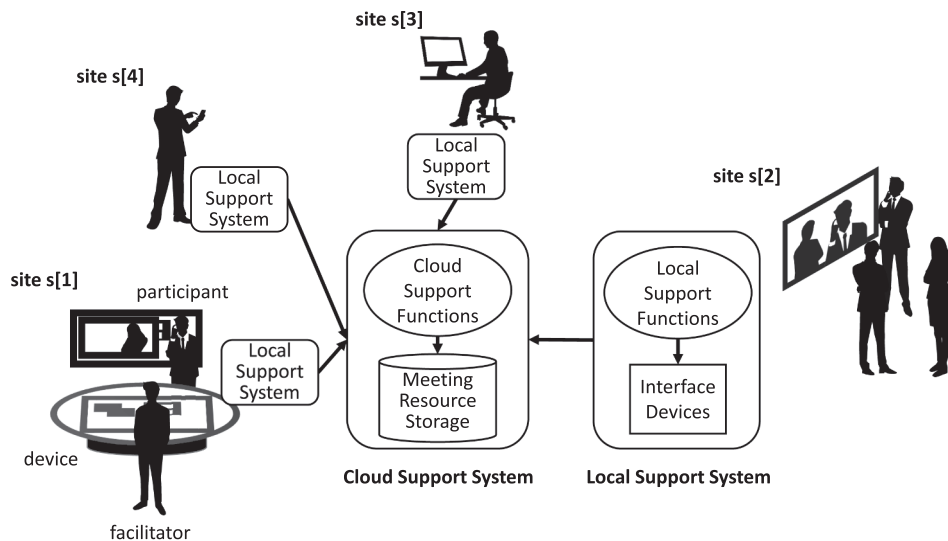 site s[3]
site s[4]
Local
Support
System
site s[2]
Local
Support
System
site s[1]
participant
Cloud
Support
Functions
Local
Support
Functions
Local
Support
System
Meeting
Resource
Storage
Interface
Devices
device
Cloud Support System
Local Support System
facilitator